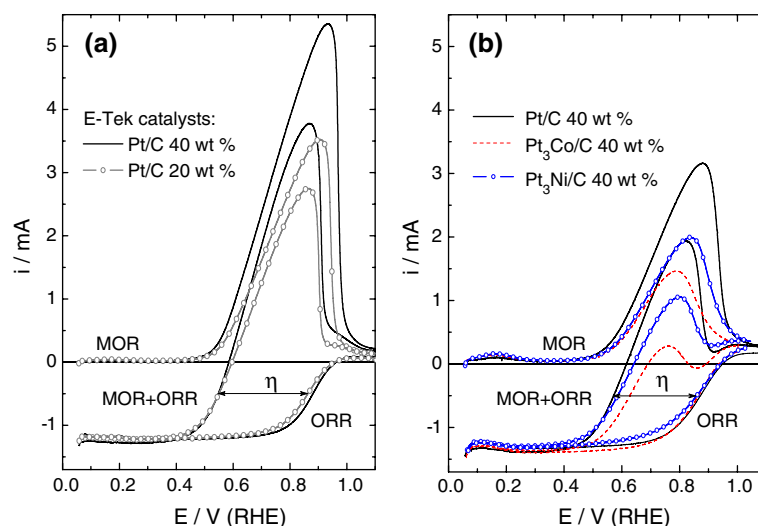 (a)
E-Tek catalysts:
Pt/C 40 wt %
Pt/C 20 wt %
MOR
MOR+ORR
η
ORR
i / mA
5
4
3
2
1
0
-1
0.0 0.2 0.4 0.6 0.8 1.0
E / V (RHE)
(b)
Pt/C 40 wt %
Pt3Co/C 40 wt %
Pt3Ni/C 40 wt %
MOR
MOR+ORR
η
ORR
i / mA
5
4
3
2
1
0
-1
0.0 0.2 0.4 0.6 0.8 1.0
E / V (RHE)